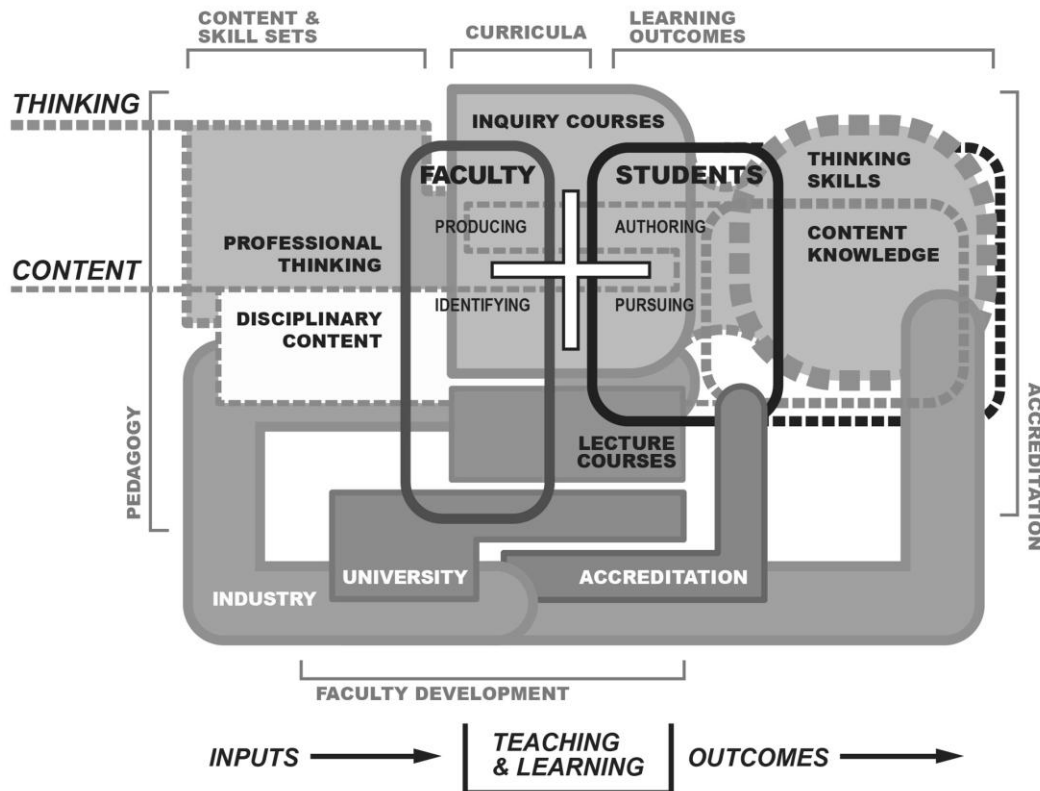 CONTENT &
SKILL SETS
CURRICULA
LEARNING
OUTCOMES
THINKING
INQUIRY COURSES
FACULTY
STUDENTS
THINKING
SKILLS
PRODUCING
AUTHORING
PROFESSIONAL
THINKING
CONTENT
KNOWLEDGE
CONTENT
IDENTIFYING
PURSUING
DISCIPLINARY
CONTENT
PEDAGOGY
ACCREDITATION
LECTURE
COURSES
UNIVERSITY
ACCREDITATION
INDUSTRY
FACULTY DEVELOPMENT
INPUTS
TEACHING
& LEARNING
OUTCOMES